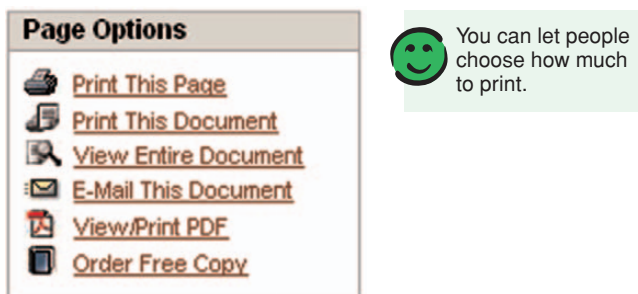 Page Options
Print This Page
Print This Document
View Entire Document
E-Mail This Document
View/Print PDF
Order Free Copy
You can let people
choose how much
to print.